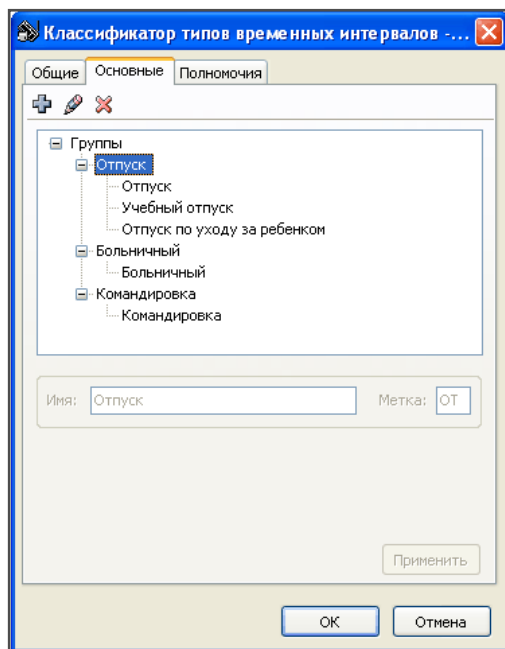 Классификатор типов временных интервалов -...
Общие Основные Полномочия
Группы
Отпуск
Отпуск
Учебный отпуск
Отпуск по уходу за ребенком
Больничный
Больничный
Командировка
Командировка
Имя: Отпуск Метка: ОТ
Применить
ОК Отмена